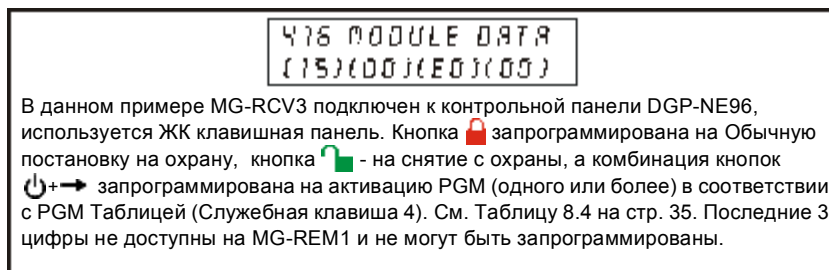 416 MODULE DATA
(15)(00)(E0)(00)
В данном примере MG-RCV3 подключен к контрольной панели DGP-NE96,
используется ЖК клавишная панель. Кнопка запрограммирована на Обычную
постановку на охрану, кнопка - на снятие с охраны, а комбинация кнопок
+ запрограммирована на активацию PGM (одного или более) в соответствии
с PGM Таблицей (Служебная клавиша 4). См. Таблицу 8.4 на стр. 35. Последние 3
цифры не доступны на MG-REM1 и не могут быть запрограммированы.